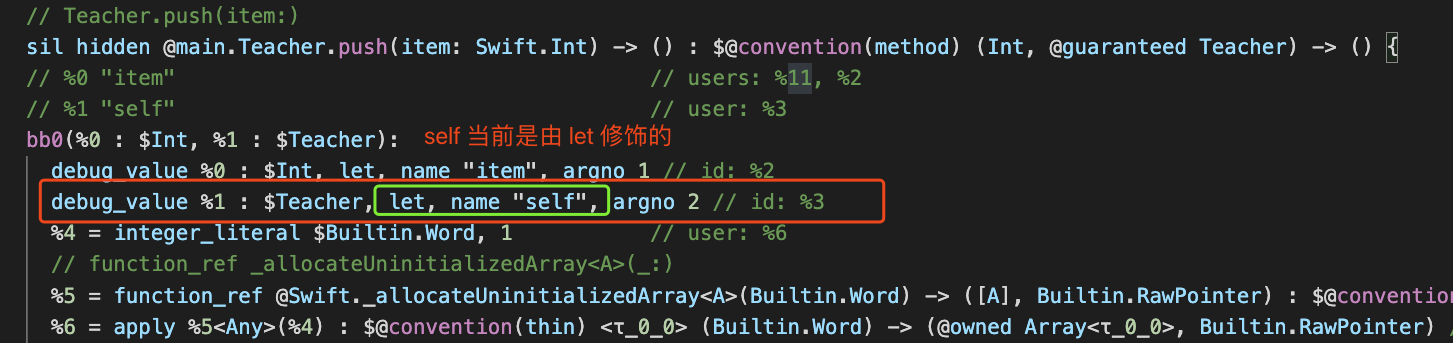 // Teacher.push(item:)
sil hidden @main.Teacher.push(item: Swift.Int) -> () : $@convention(method) (Int, @guaranteed Teacher) -> () {
// %0 "item" // users: %11, %2
// %1 "self" // user: %3
bb0(%0 : $Int, %1 : $Teacher): self 当前是由 let 修饰的
debug_value %0 : $Int, let, name "item", argno 1 // id: %2
debug_value %1 : $Teacher, let, name "self", argno 2 // id: %3
%4 = integer_literal $Builtin.Word, 1 // user: %6
// function_ref _allocateUninitializedArray<A>(_:)
%5 = function_ref @Swift._allocateUninitializedArray<A>(Builtin.Word) -> ([A], Builtin.RawPointer) : $@conventio
%6 = apply %5<Any>(%4) : $@convention(thin) <τ_0_0> (Builtin.Word) -> (@owned Array<τ_0_0>, Builtin.RawPointer) /